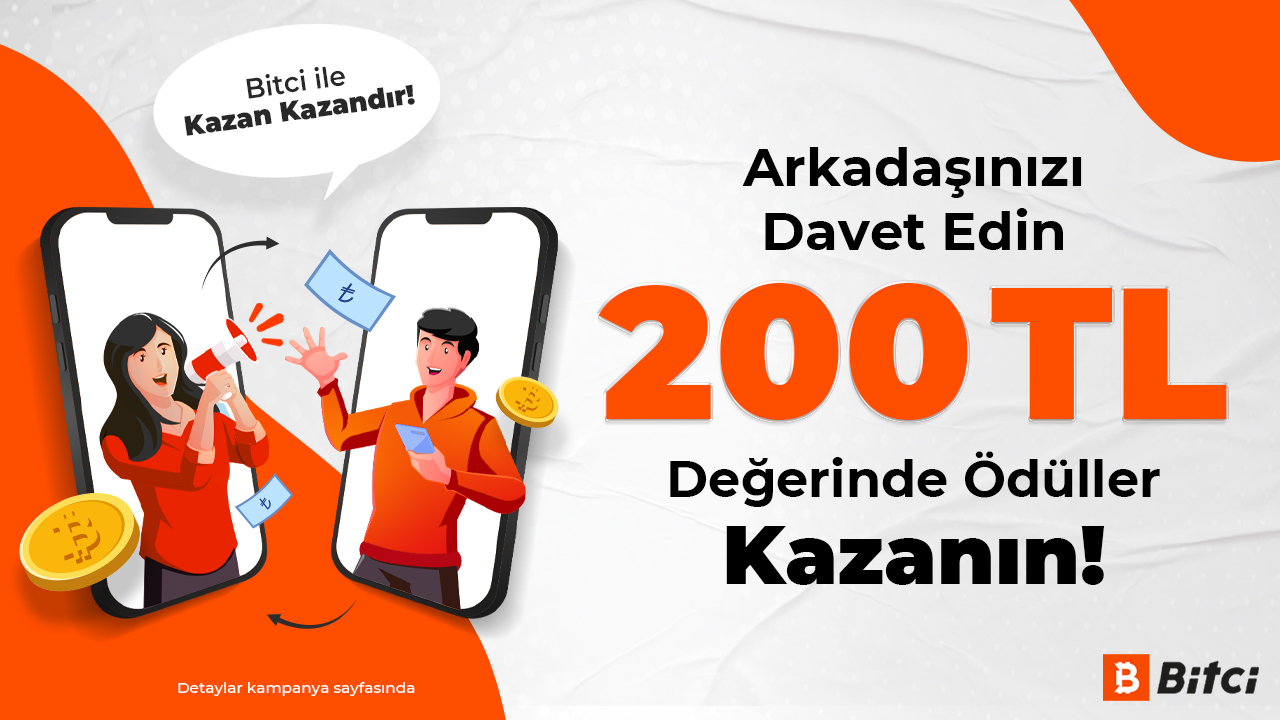 Bitci ile
Kazan Kazandır!
Arkadaşınızı
Davet Edin
200 TL
Değerinde Ödüller
Kazanın!
₺
₺
Detaylar kampanya sayfasında
Bitci